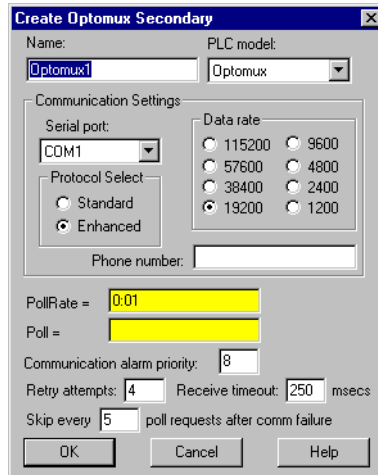 Create Optomux Secondary
Name: PLC model:
Optomux1 Optomux
Communication Settings
Serial port: Data rate
COM1 115200 9600
57600 4800
Protocol Select 38400 2400
Standard 19200 1200
Enhanced
Phone number:
PollRate = 0:01
Poll =
Communication alarm priority: 8
Retry attempts: 4 Receive timeout: 250 msecs
Skip every 5 poll requests after comm failure
OK Cancel Help